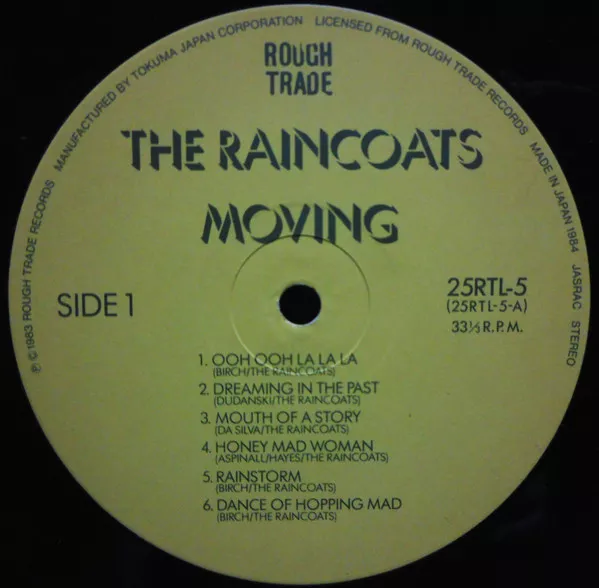 MANUFACTURED BY TOKUMA JAPAN CORPORATION LICENSED FROM ROUGH TRADE RECORDS
ROUGH
TRADE
THE RAINCOATS
MOVING
SIDE 1
25RTL-5
(25RTL-5-A)
33⅓ R.P.M.
1. OOH OOH LA LA LA
(BIRCH/THE RAINCOATS)
2. DREAMING IN THE PAST
(DUDANSKI/THE RAINCOATS)
3. MOUTH OF A STORY
(DA SILVA/THE RAINCOATS)
4. HONEY MAD WOMAN
(ASPINALL/HAYES/THE RAINCOATS)
5. RAINSTORM
(BIRCH/THE RAINCOATS)
6. DANCE OF HOPPING MAD
(BIRCH/THE RAINCOATS)
℗ © 1983 ROUGH TRADE RECORDS
MADE IN JAPAN 1984 JASRAC STEREO